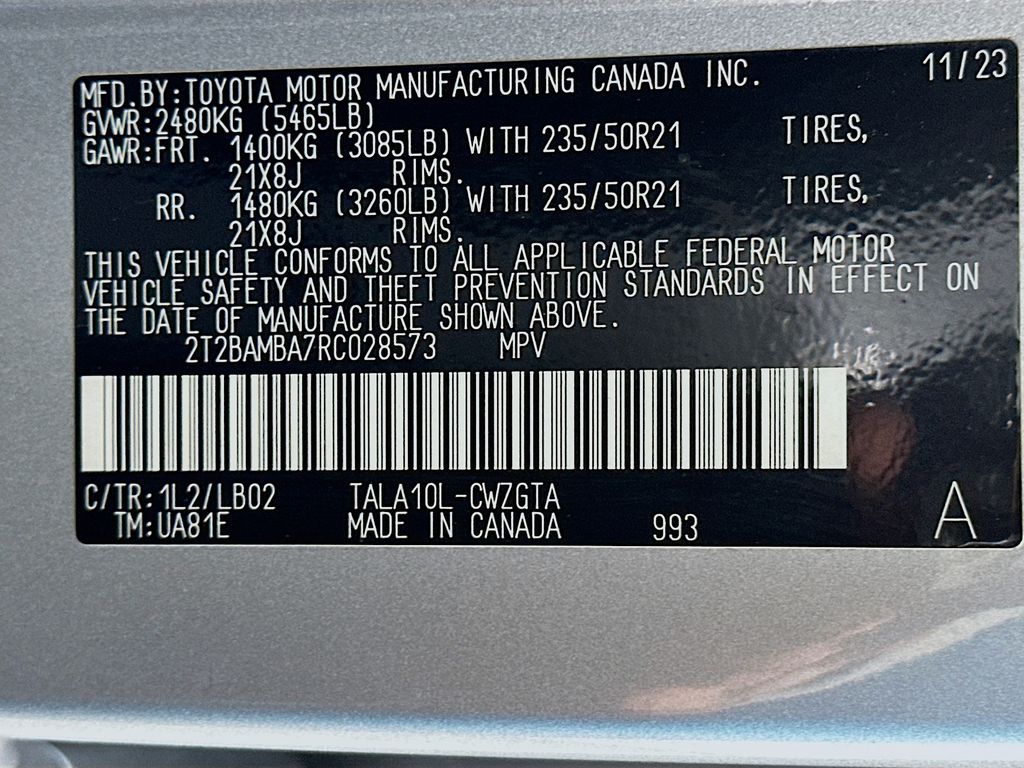 MFD.BY:TOYOTA MOTOR MANUFACTURING CANADA INC. 11/23
GVWR:2480KG (5465LB)
GAWR:FRT. 1400KG (3085LB) WITH 235/50R21 TIRES,
21X8J RIMS.
RR. 1480KG (3260LB) WITH 235/50R21 TIRES,
21X8J RIMS.
THIS VEHICLE CONFORMS TO ALL APPLICABLE FEDERAL MOTOR
VEHICLE SAFETY AND THEFT PREVENTION STANDARDS IN EFFECT ON
THE DATE OF MANUFACTURE SHOWN ABOVE.
2T2BAMBA7RC028573 MPV
C/TR:1L2/LB02 TALA10L-CWZGTA
TM:UA81E MADE IN CANADA 993 A